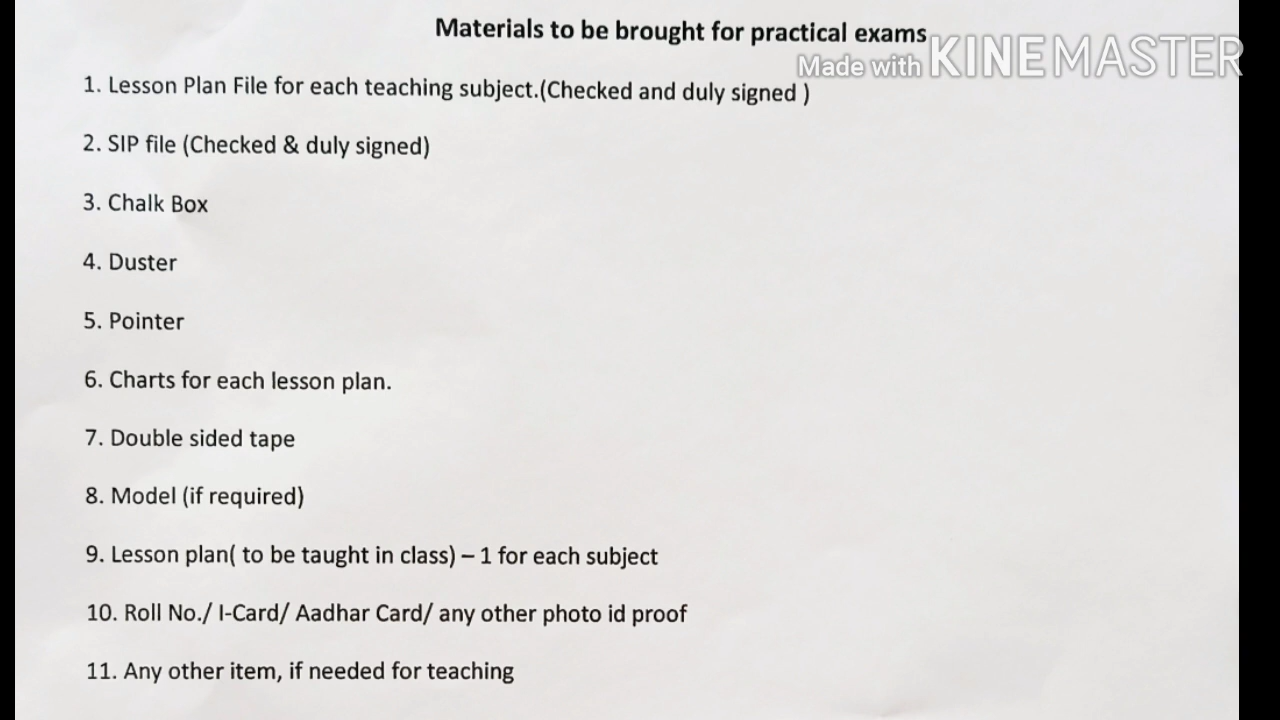 Materials to be brought for practical exams
Made with KINEMASTER
1. Lesson Plan File for each teaching subject.(Checked and duly signed )
2. SIP file (Checked & duly signed)
3. Chalk Box
4. Duster
5. Pointer
6. Charts for each lesson plan.
7. Double sided tape
8. Model (if required)
9. Lesson plan( to be taught in class) – 1 for each subject
10. Roll No./ I-Card/ Aadhar Card/ any other photo id proof
11. Any other item, if needed for teaching